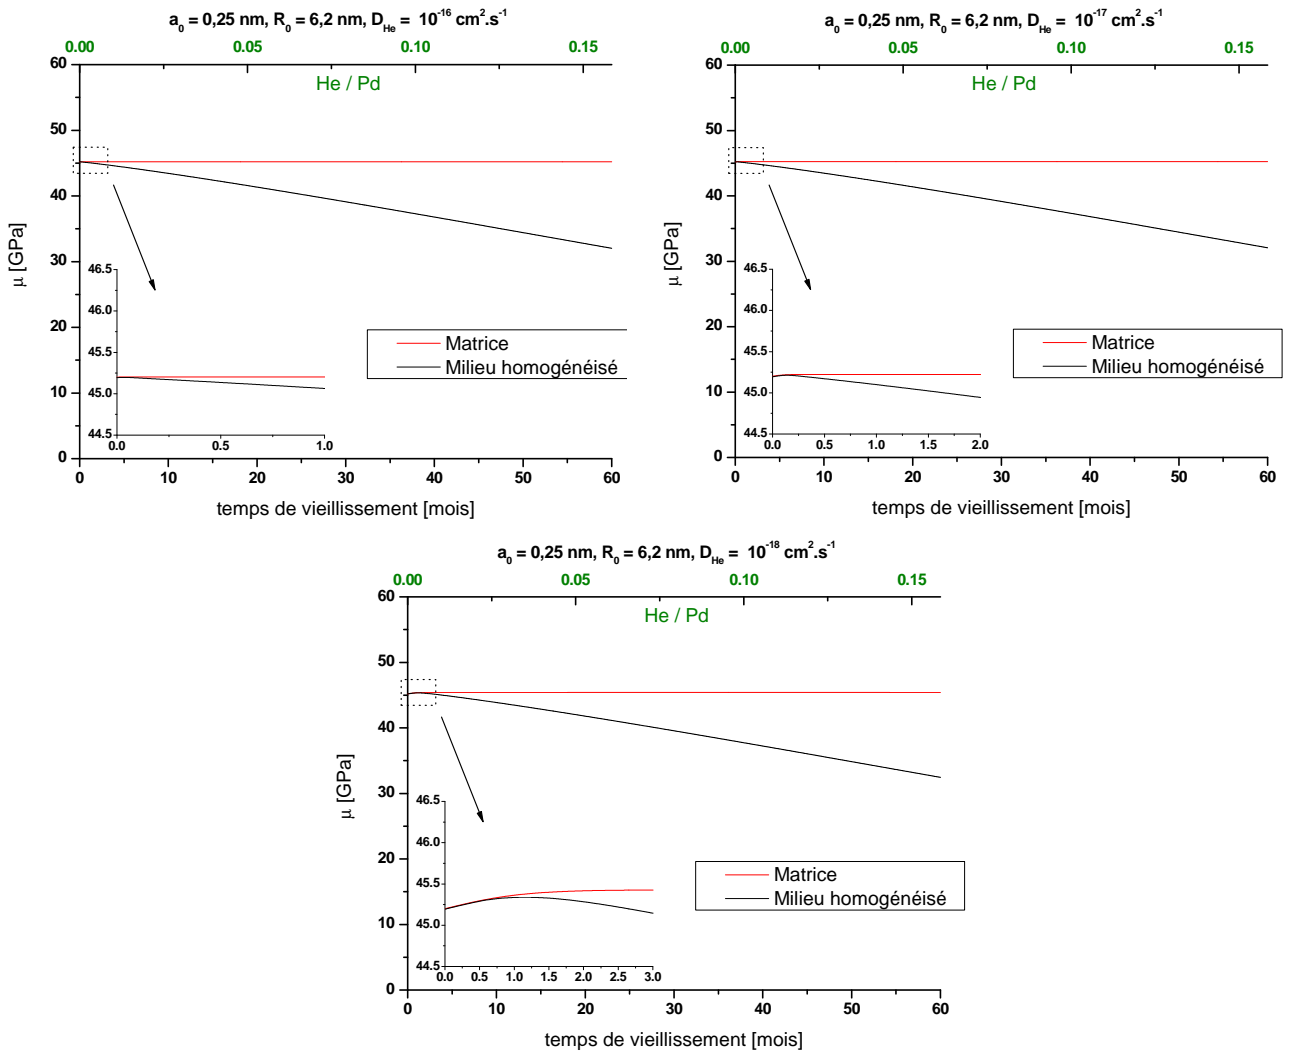 a0 = 0,25 nm, R0 = 6,2 nm, DHe = 10-16 cm2.s-1
0.00 0.05 0.10 0.15
He / Pd
60
50
40
30
20
10
0
μ [GPa]
46.5
46.0
45.5
45.0
44.5
0.0 0.5 1.0
Matrice
Milieu homogénéisé
0 10 20 30 40 50 60
temps de vieillissement [mois]
a0 = 0,25 nm, R0 = 6,2 nm, DHe = 10-17 cm2.s-1
0.00 0.05 0.10 0.15
He / Pd
60
50
40
30
20
10
0
μ [GPa]
46.5
46.0
45.5
45.0
44.5
0.0 0.5 1.0 1.5 2.0
Matrice
Milieu homogénéisé
0 10 20 30 40 50 60
temps de vieillissement [mois]
a0 = 0,25 nm, R0 = 6,2 nm, DHe = 10-18 cm2.s-1
0.00 0.05 0.10 0.15
He / Pd
60
50
40
30
20
10
0
μ [GPa]
46.5
46.0
45.5
45.0
44.5
0.0 0.5 1.0 1.5 2.0 2.5 3.0
Matrice
Milieu homogénéisé
0 10 20 30 40 50 60
temps de vieillissement [mois]